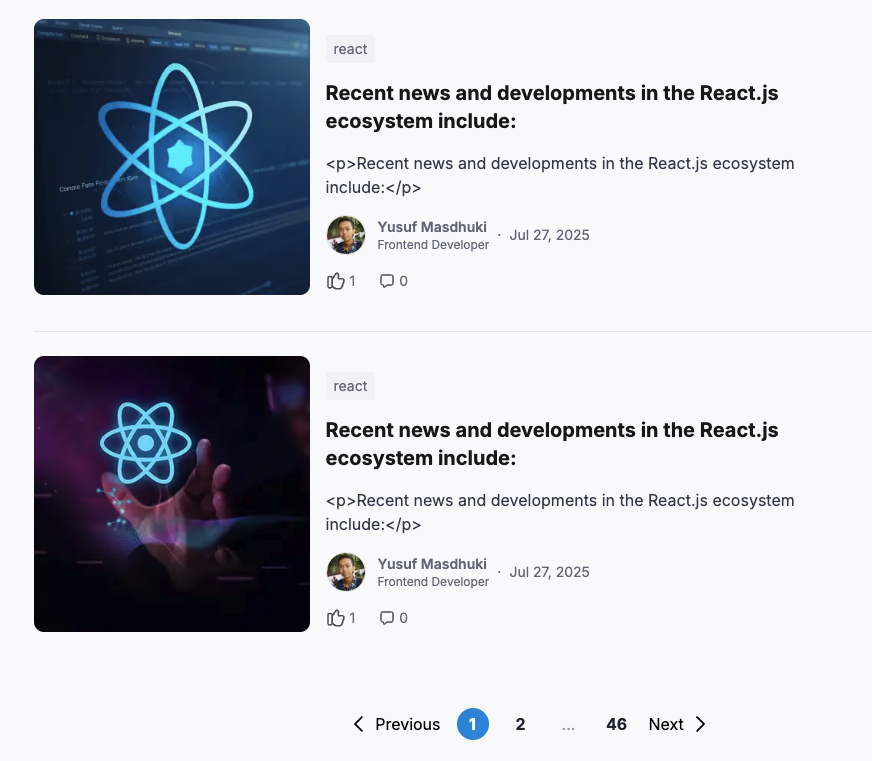 react
Recent news and developments in the React.js
ecosystem include:
<p>Recent news and developments in the React.js ecosystem
include:</p>
Yusuf Masdhuki
Frontend Developer
· Jul 27, 2025
1 0
react
Recent news and developments in the React.js
ecosystem include:
<p>Recent news and developments in the React.js ecosystem
include:</p>
Yusuf Masdhuki
Frontend Developer
· Jul 27, 2025
1 0
Previous 1 2 ... 46 Next